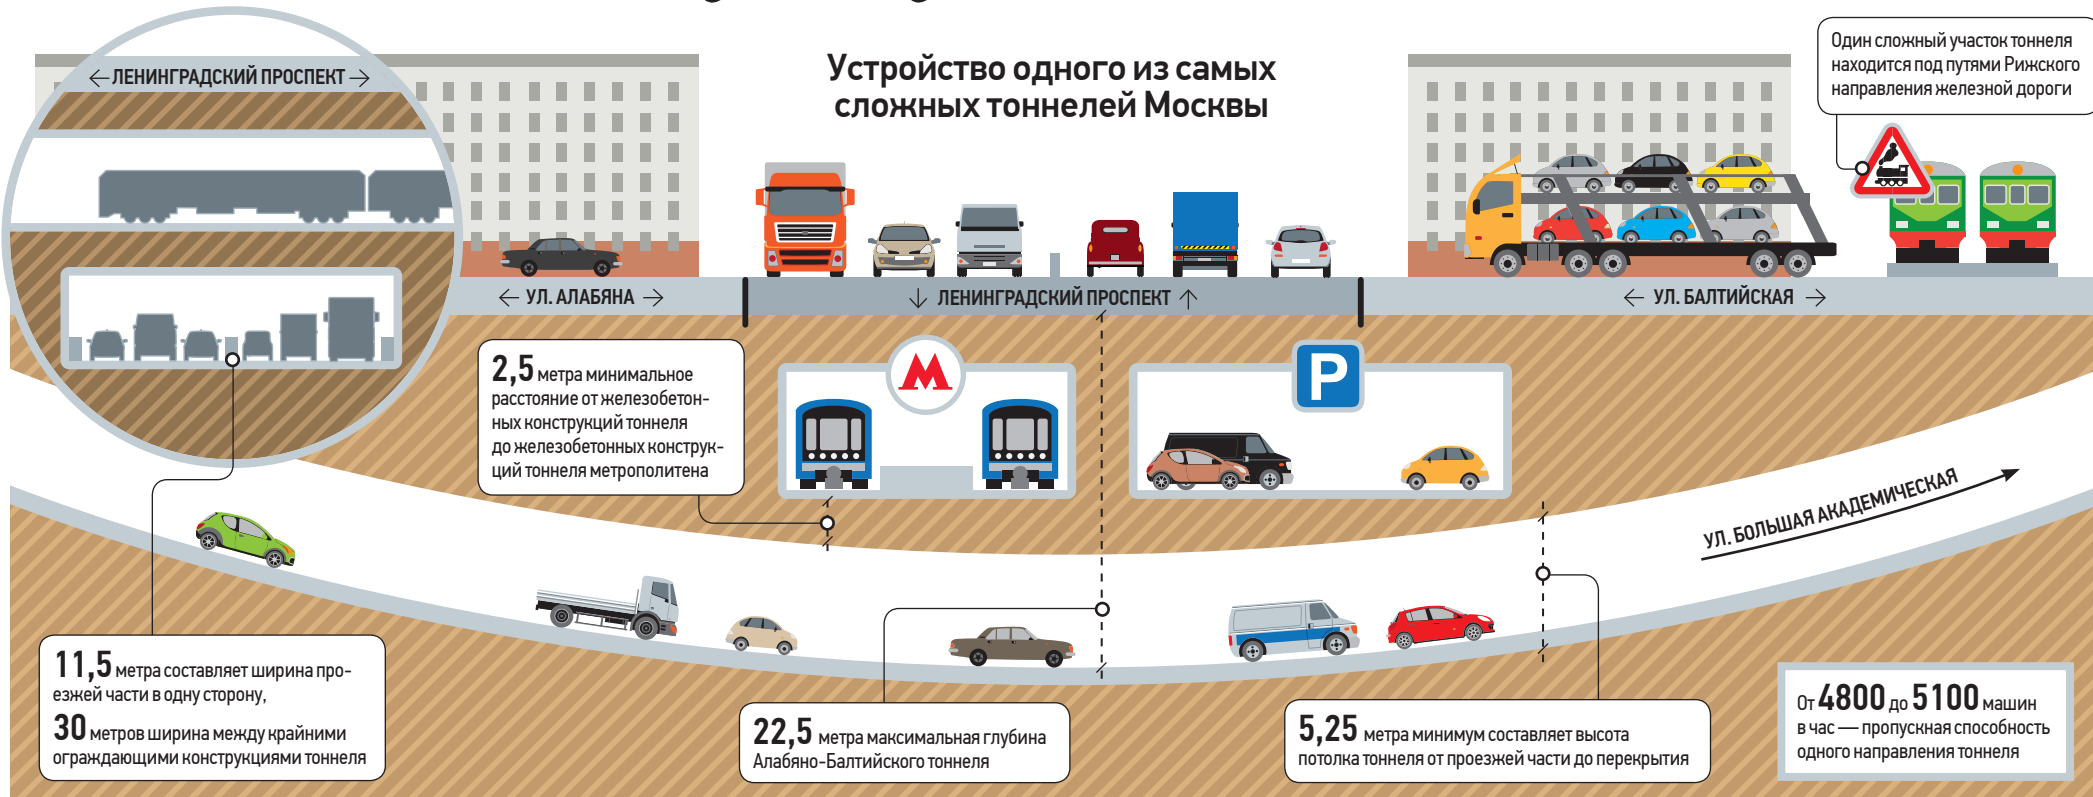 Устройство одного из самых
сложных тоннелей Москвы
← ЛЕНИНГРАДСКИЙ ПРОСПЕКТ →
Один сложный участок тоннеля
находится под путями Рижского
направления железной дороги
← УЛ. АЛАБЯНА →
↓ ЛЕНИНГРАДСКИЙ ПРОСПЕКТ ↑
← УЛ. БАЛТИЙСКАЯ →
2,5 метра минимальное
расстояние от железобетон-
ных конструкций тоннеля
до железобетонных конструк-
ций тоннеля метрополитена
М
P
УЛ. БОЛЬШАЯ АКАДЕМИЧЕСКАЯ
11,5 метра составляет ширина про-
езжей части в одну сторону,
30 метров ширина между крайними
ограждающими конструкциями тоннеля
22,5 метра максимальная глубина
Алабяно-Балтийского тоннеля
5,25 метра минимум составляет высота
потолка тоннеля от проезжей части до перекрытия
От 4800 до 5100 машин
в час — пропускная способность
одного направления тоннеля